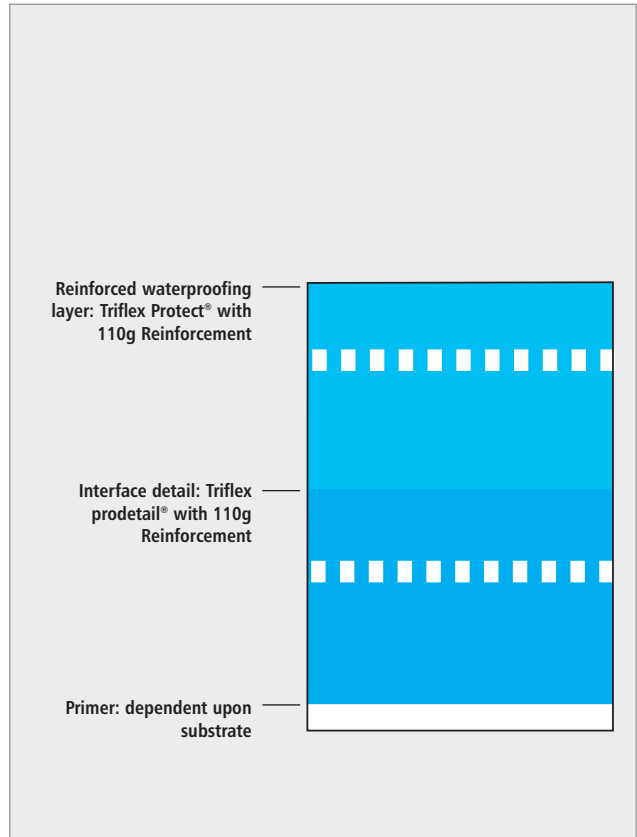 Reinforced waterproofing
layer: Triflex Protect® with
110g Reinforcement
Interface detail: Triflex
prodetail® with 110g
Reinforcement
Primer: dependent upon
substrate